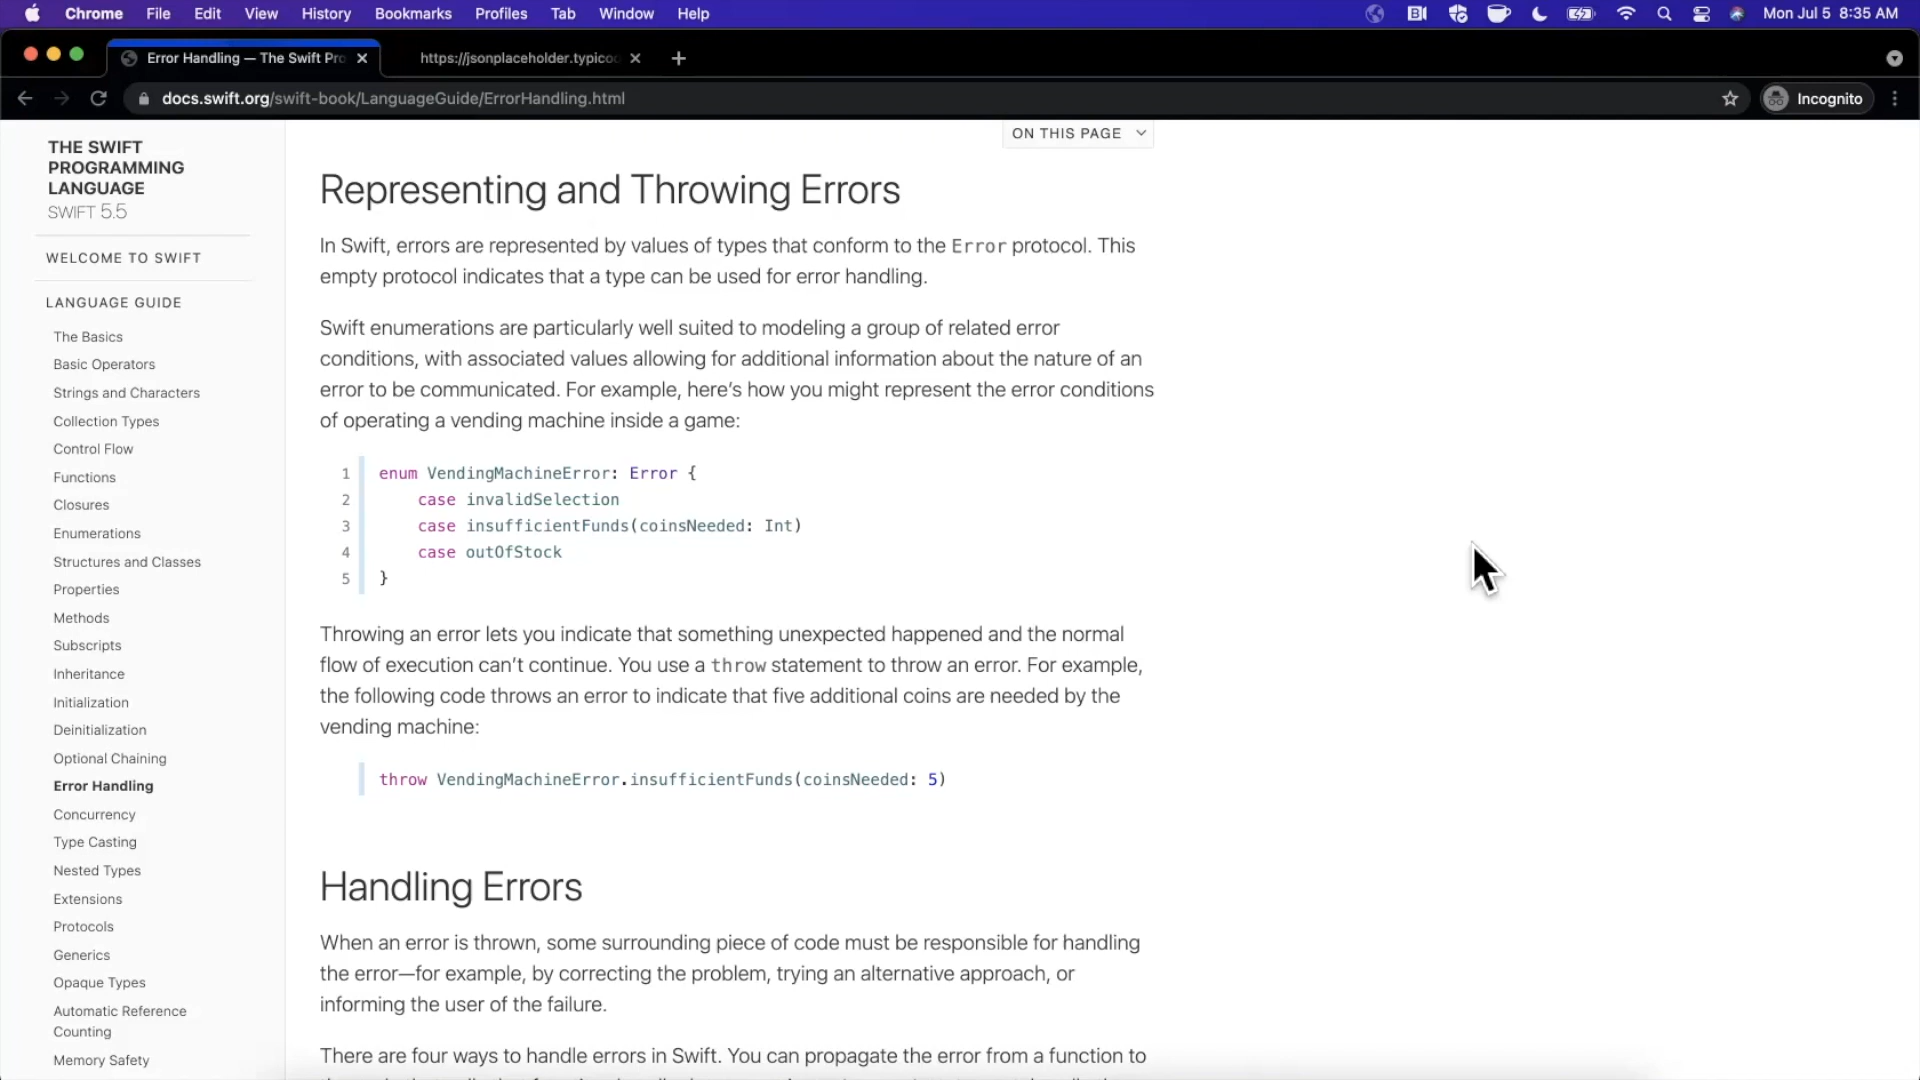 Chrome File Edit View History Bookmarks Profiles Tab Window Help Mon Jul 5 8:35 AM
Error Handling — The Swift Pro https://jsonplaceholder.typico
docs.swift.org/swift-book/LanguageGuide/ErrorHandling.html Incognito
THE SWIFT
PROGRAMMING
LANGUAGE
SWIFT 5.5
WELCOME TO SWIFT
LANGUAGE GUIDE
The Basics
Basic Operators
Strings and Characters
Collection Types
Control Flow
Functions
Closures
Enumerations
Structures and Classes
Properties
Methods
Subscripts
Inheritance
Initialization
Deinitialization
Optional Chaining
Error Handling
Concurrency
Type Casting
Nested Types
Extensions
Protocols
Generics
Opaque Types
Automatic Reference
Counting
Memory Safety
ON THIS PAGE
Representing and Throwing Errors
In Swift, errors are represented by values of types that conform to the Error protocol. This
empty protocol indicates that a type can be used for error handling.
Swift enumerations are particularly well suited to modeling a group of related error
conditions, with associated values allowing for additional information about the nature of an
error to be communicated. For example, here’s how you might represent the error conditions
of operating a vending machine inside a game:
1 enum VendingMachineError: Error {
2 case invalidSelection
3 case insufficientFunds(coinsNeeded: Int)
4 case outOfStock
5 }
Throwing an error lets you indicate that something unexpected happened and the normal
flow of execution can’t continue. You use a throw statement to throw an error. For example,
the following code throws an error to indicate that five additional coins are needed by the
vending machine:
throw VendingMachineError.insufficientFunds(coinsNeeded: 5)
Handling Errors
When an error is thrown, some surrounding piece of code must be responsible for handling
the error—for example, by correcting the problem, trying an alternative approach, or
informing the user of the failure.
There are four ways to handle errors in Swift. You can propagate the error from a function to